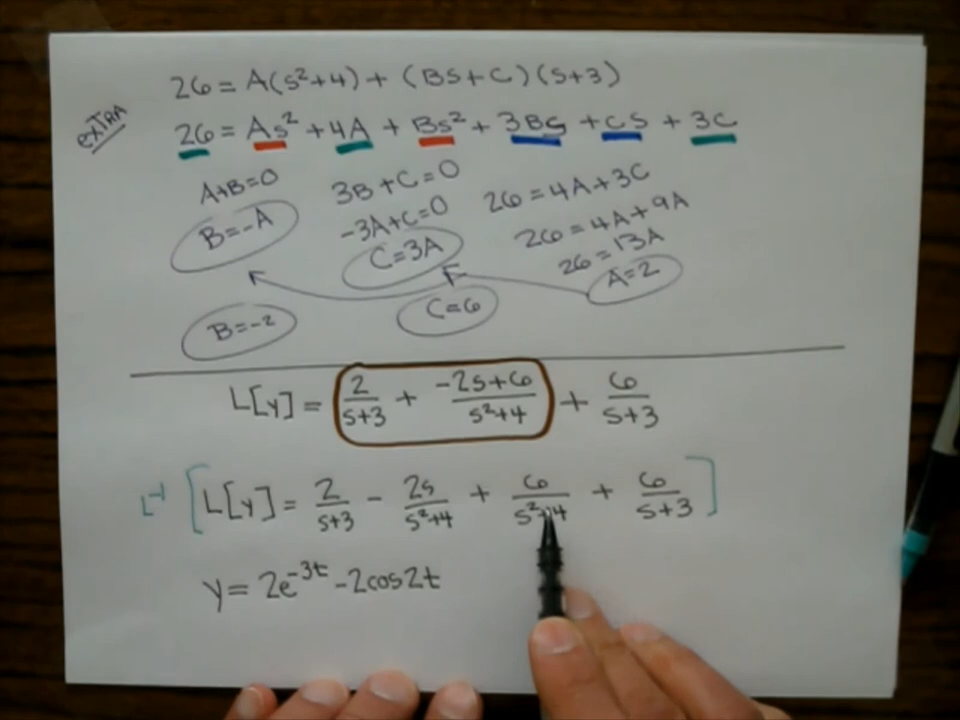 26 = A(s²+4) + (Bs+C)(s+3)
exTRA
26 = As² + 4A + Bs² + 3Bs + Cs + 3C
A+B=0
B=-A
3B+C=0
-3A+C=0
C=3A
26=4A+3C
26=4A+9A
26=13A
A=2
C=6
B=-2
L[y] = 2/(s+3) + (-2s+6)/(s²+4) + 6/(s+3)
L⁻¹ [L[y] = 2/(s+3) - 2s/(s²+4) + 6/(s²+4) + 6/(s+3)]
y = 2e⁻³ᵗ - 2cos2t